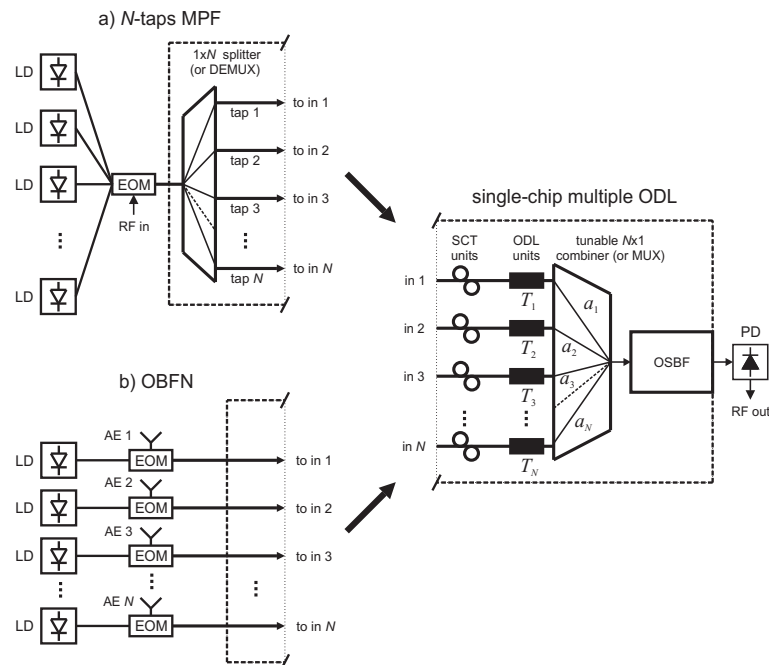 a) N-taps MPF
LD
LD
LD
LD
⋮
EOM
RF in
1xN splitter
(or DEMUX)
tap 1
tap 2
tap 3
⋮
tap N
to in 1
to in 2
to in 3
⋮
to in N
b) OBFN
AE 1
LD
EOM
to in 1
AE 2
LD
EOM
to in 2
AE 3
LD
EOM
to in 3
⋮
⋮
⋮
AE N
LD
EOM
to in N
single-chip multiple ODL
SCT
units
ODL
units
tunable Nx1
combiner (or MUX)
in 1
T1
a1
in 2
T2
a2
in 3
T3
a3
⋮
⋮
in N
TN
aN
OSBF
PD
RF out